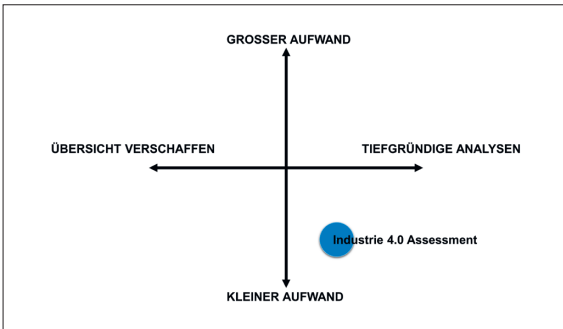 GROSSER AUFWAND
ÜBERSICHT VERSCHAFFEN
TIEFGRÜNDIGE ANALYSEN
Industrie 4.0 Assessment
KLEINER AUFWAND